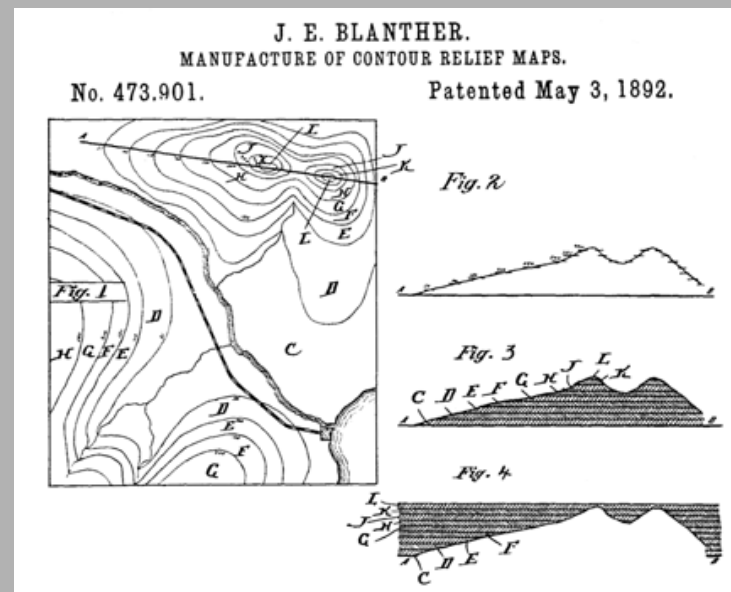 J. E. BLANTHER.
MANUFACTURE OF CONTOUR RELIEF MAPS.
No. 473.901.
Patented May 3, 1892.
A
L
J
K
J
K
H
B
H
G
F
E
L
Fig. 1
D
D
C
H G F E
D
E
F
G
Fig. 2
A
B
Fig. 3
C D E F G H J L K
A
B
Fig. 4
L
K
J
H
G
A
B
C D E F